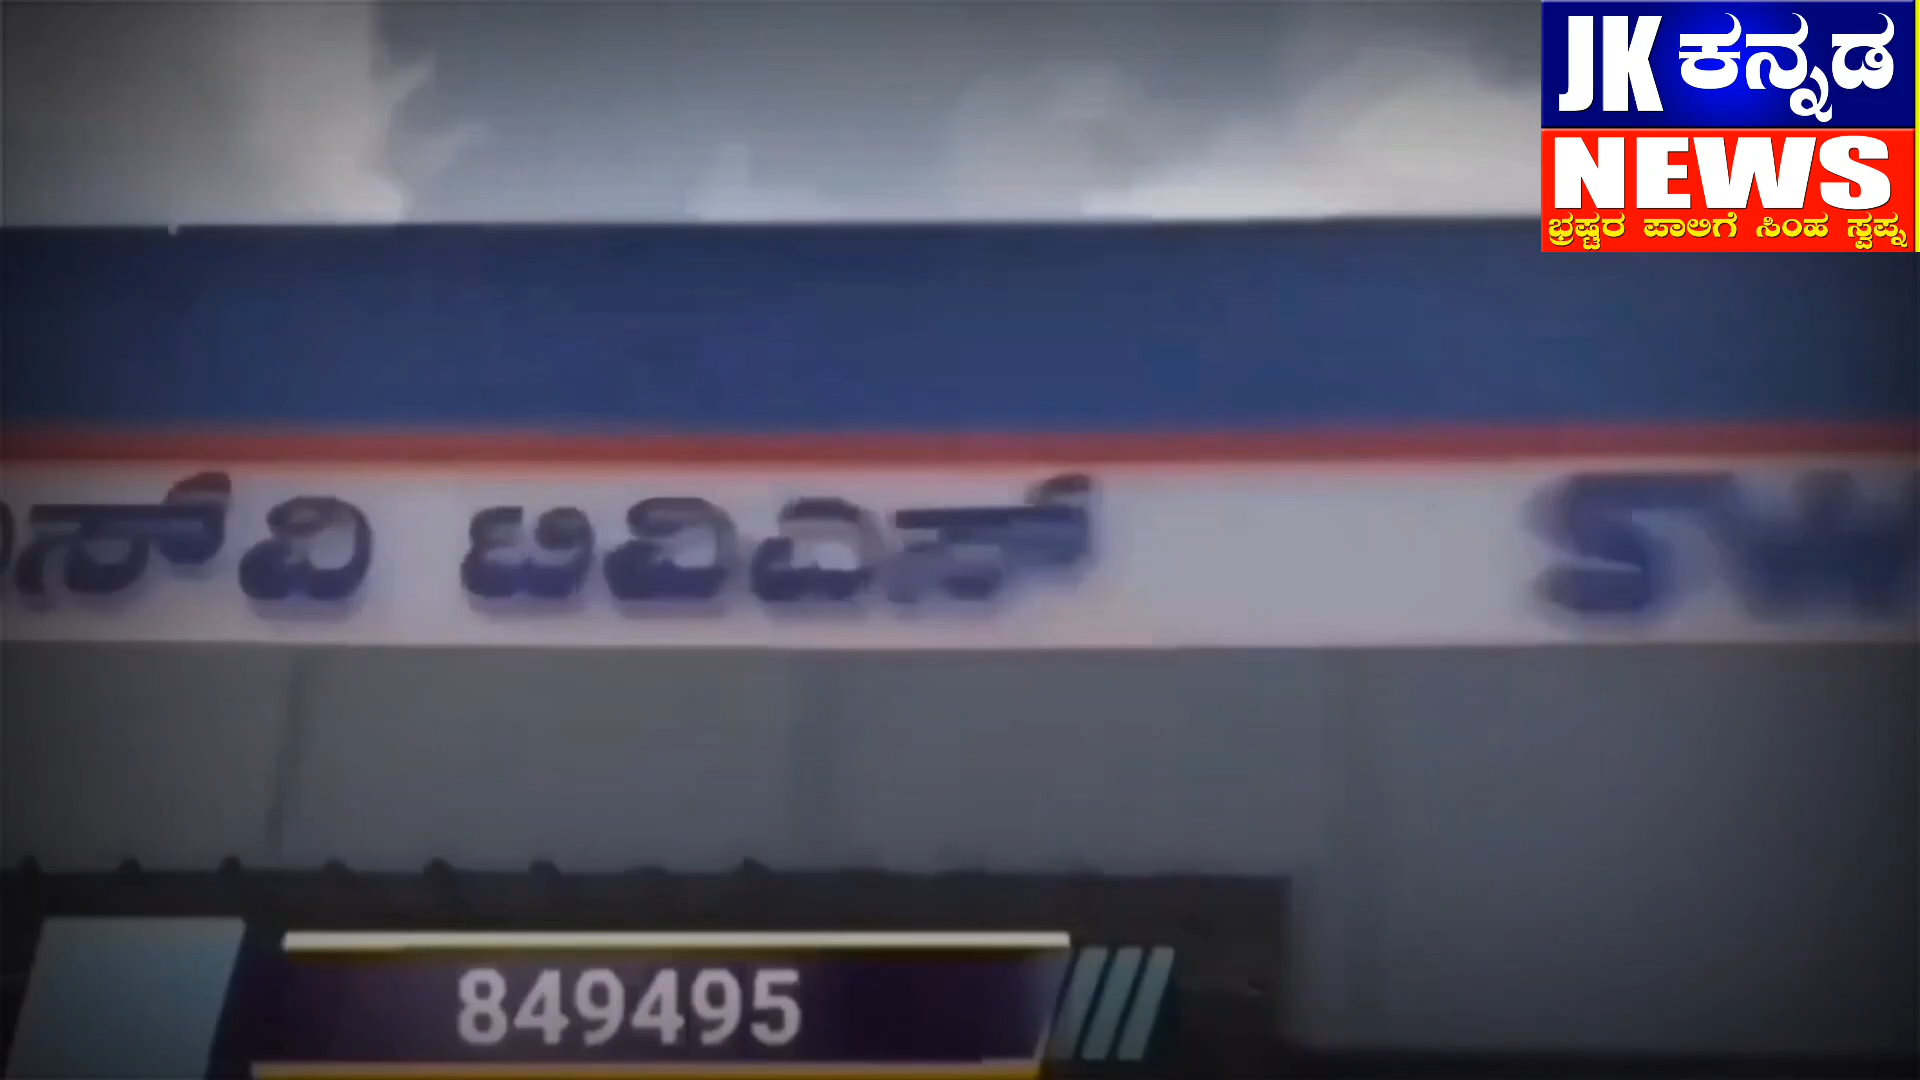 JK ಕನ್ನಡ
NEWS
ಭ್ರಷ್ಟರ ಪಾಲಿಗೆ ಸಿಂಹ ಸ್ವಪ್ನ
ಸ್ ವಿ ಟಿವಿಎಸ್
849495